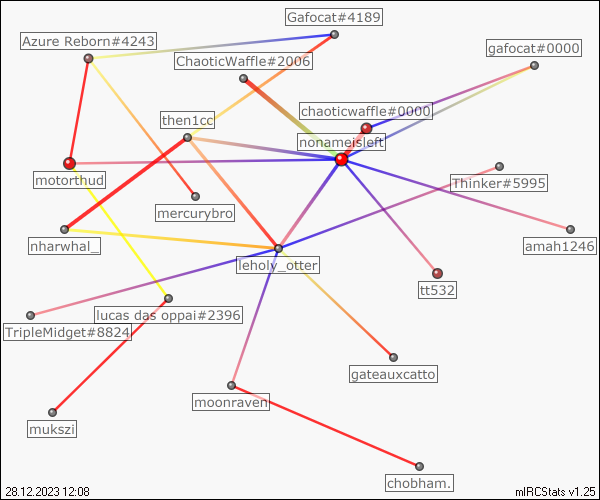 Gafocat#4189
Azure Reborn#4243
gafocat#0000
ChaoticWaffle#2006
chaoticwaffle#0000
then1cc
nonameisleft
motorthud
Thinker#5995
mercurybro
nharwhal_
amah1246
leholy_otter
tt532
lucas das oppai#2396
TripleMidget#8824
gateauxcatto
moonraven
mukszi
chobham.
28.12.2023 12:08
mIRCStats v1.25